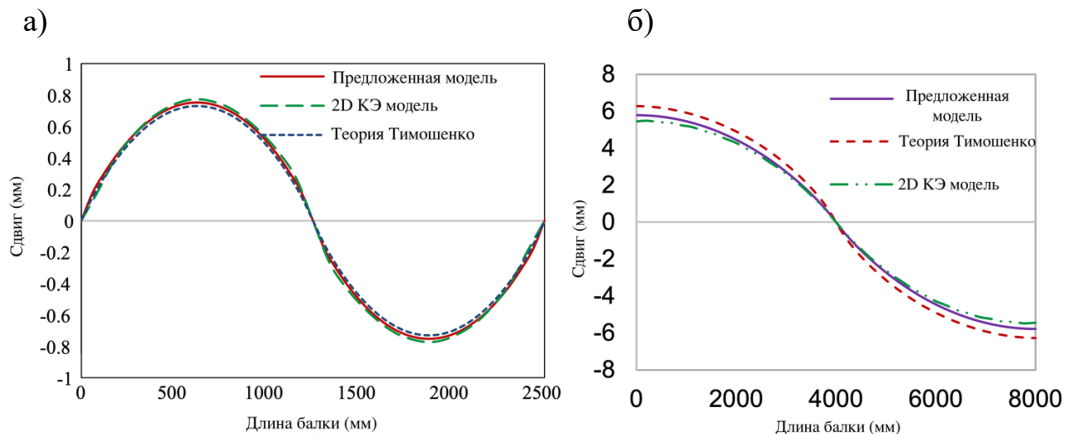 а)
1
0.8
0.6
0.4
0.2
0
-0.2
-0.4
-0.6
-0.8
-1
Сдвиг (мм)
Предложенная модель
2D КЭ модель
Теория Тимошенко
0
500
1000
1500
2000
2500
Длина балки (мм)
б)
8
6
4
2
0
-2
-4
-6
-8
Сдвиг (мм)
Предложенная
модель
Теория Тимошенко
2D КЭ модель
0
2000
4000
6000
8000
Длина балки (мм)